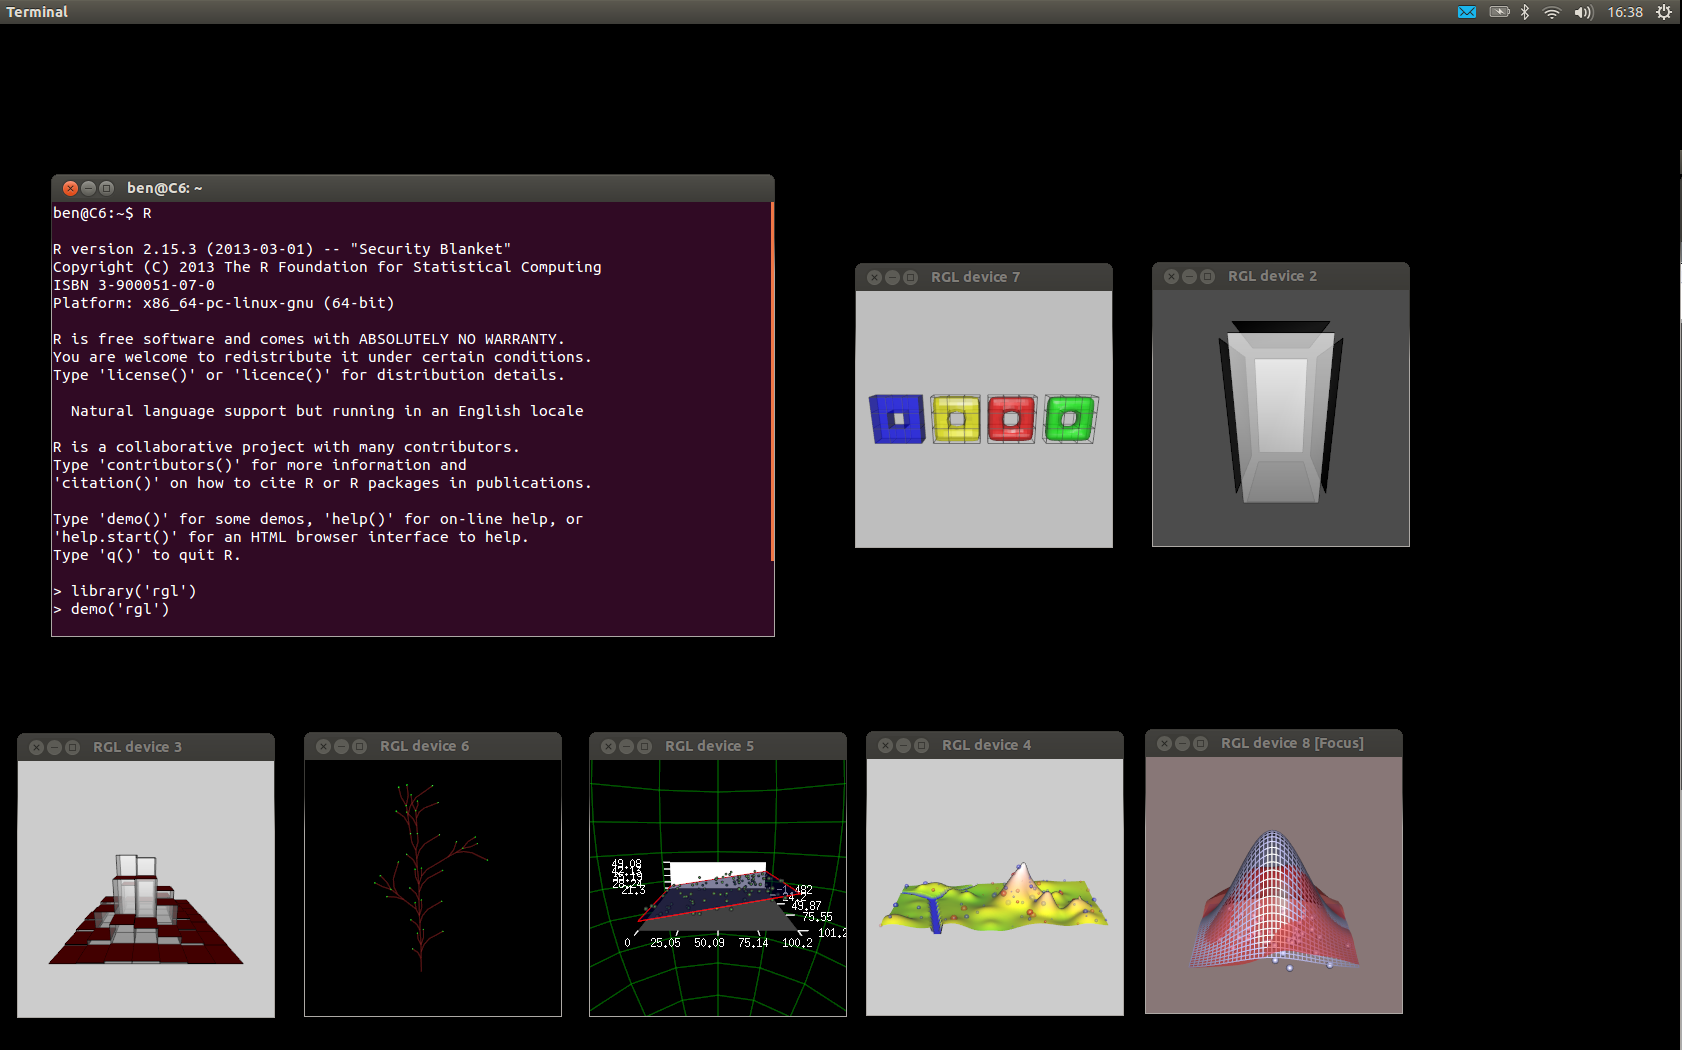 Terminal
16:38
ben@C6: ~
ben@C6:~$ R
R version 2.15.3 (2013-03-01) -- "Security Blanket"
Copyright (C) 2013 The R Foundation for Statistical Computing
ISBN 3-900051-07-0
Platform: x86_64-pc-linux-gnu (64-bit)
R is free software and comes with ABSOLUTELY NO WARRANTY.
You are welcome to redistribute it under certain conditions.
Type 'license()' or 'licence()' for distribution details.
Natural language support but running in an English locale
R is a collaborative project with many contributors.
Type 'contributors()' for more information and
'citation()' on how to cite R or R packages in publications.
Type 'demo()' for some demos, 'help()' for on-line help, or
'help.start()' for an HTML browser interface to help.
Type 'q()' to quit R.
> library('rgl')
> demo('rgl')
RGL device 7
RGL device 2
RGL device 3
RGL device 6
RGL device 5
49.09
21.3
49.87
75.55
101.2
0 25.05 50.09 75.14 100.2
RGL device 4
RGL device 8 [Focus]